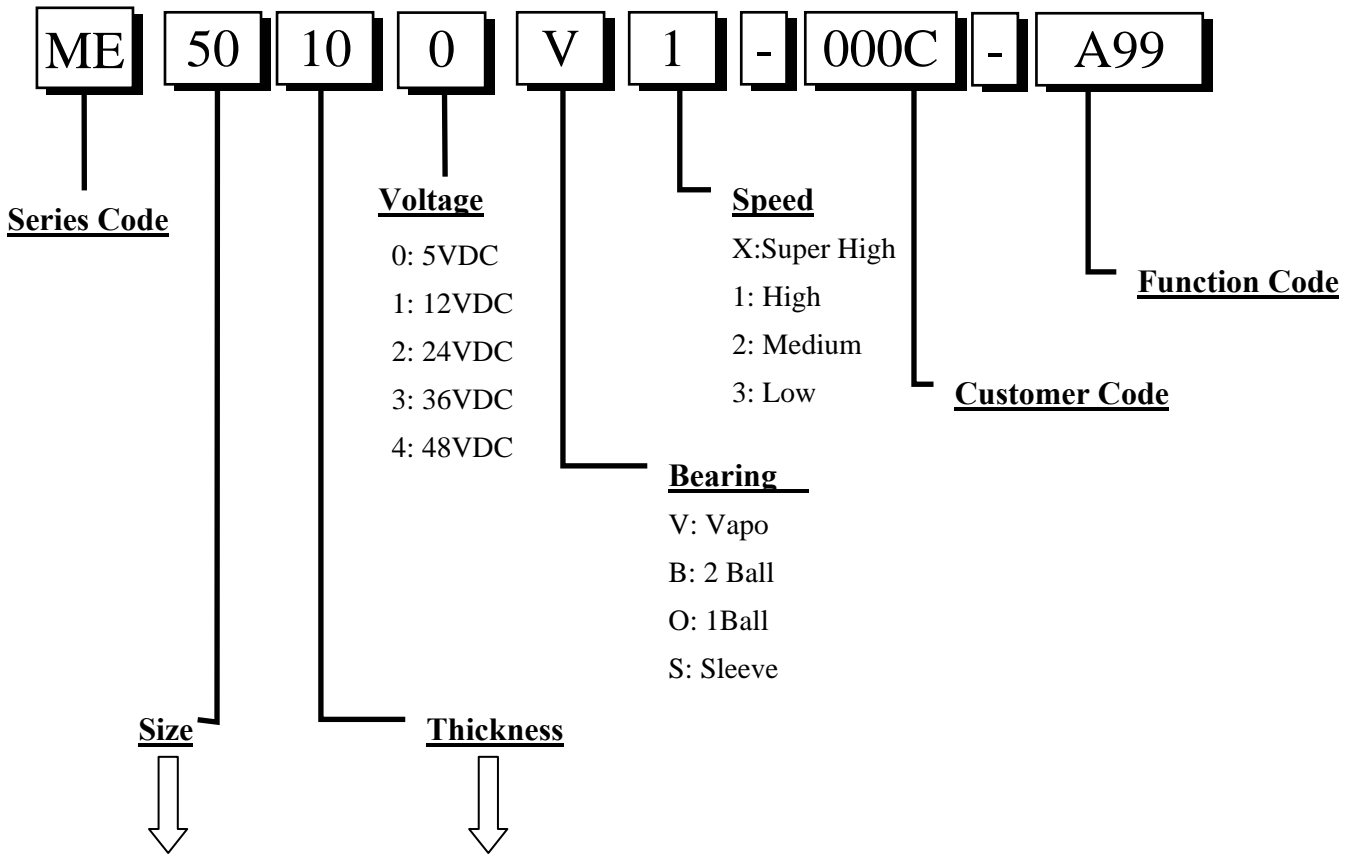 ME 50 10 0 V 1 - 000C - A99
Series Code
Voltage
0: 5VDC
1: 12VDC
2: 24VDC
3: 36VDC
4: 48VDC
Speed
X:Super High
1: High
2: Medium
3: Low
Function Code
Customer Code
Bearing
V: Vapo
B: 2 Ball
O: 1Ball
S: Sleeve
Size
Thickness